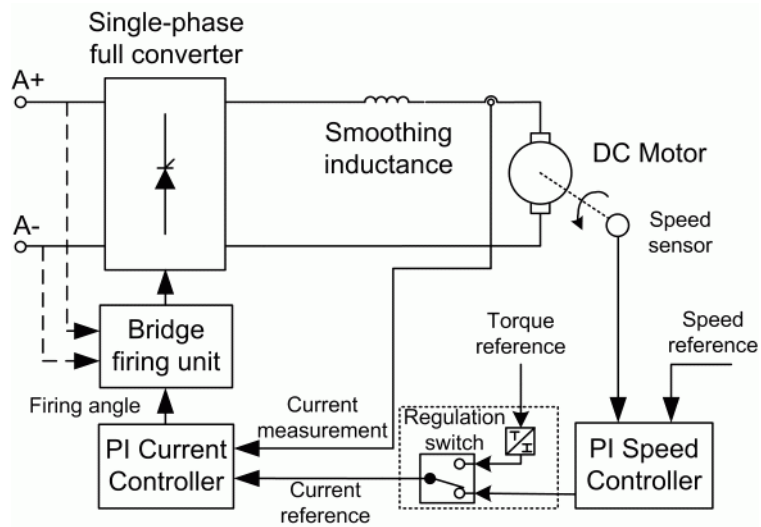 Single-phase
full converter
A+
Smoothing
inductance
DC Motor
A-
Speed
sensor
Bridge
firing unit
Torque
reference
Speed
reference
Firing angle
Current
measurement
Regulation
switch
T
I
PI Current
Controller
PI Speed
Controller
Current
reference